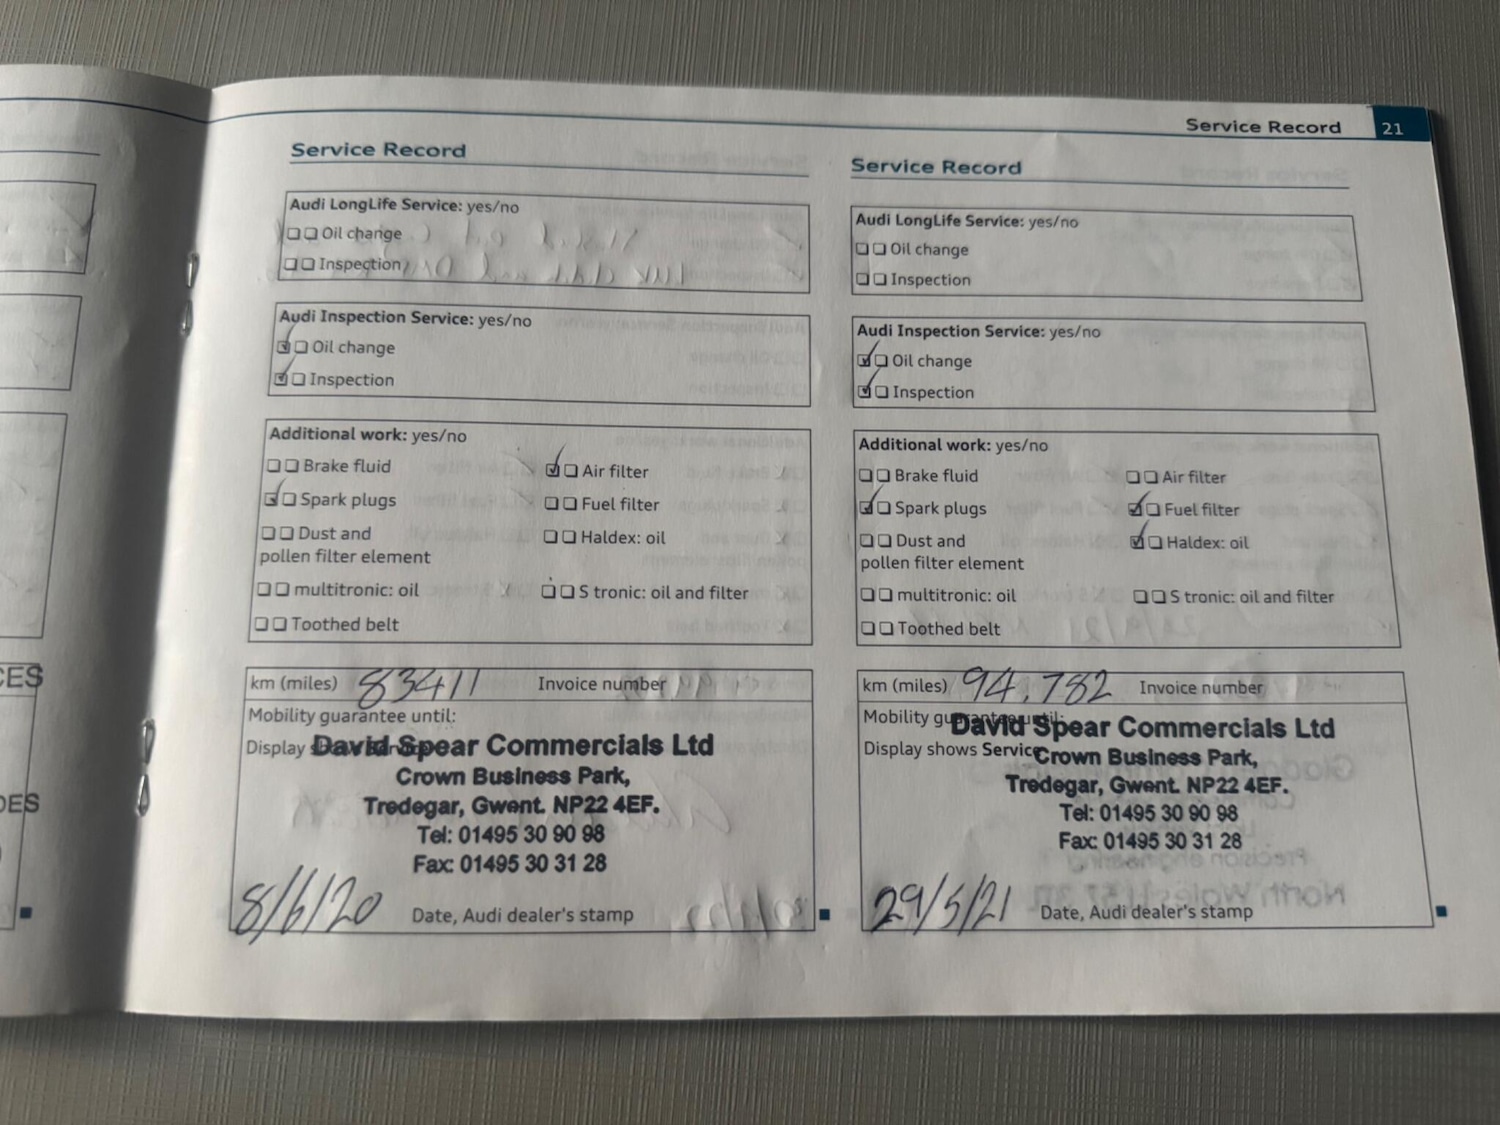 Service Record 21
Service Record
Audi LongLife Service: yes/no
Oil change
Inspection
Audi Inspection Service: yes/no
Oil change
Inspection
Additional work: yes/no
Brake fluid
Air filter
Spark plugs
Fuel filter
Dust and
pollen filter element
Haldex: oil
multitronic: oil
S tronic: oil and filter
Toothed belt
km (miles) 83411 Invoice number
Mobility guarantee until:
Display
David Spear Commercials Ltd
Crown Business Park,
Tredegar, Gwent. NP22 4EF.
Tel: 01495 30 90 98
Fax: 01495 30 31 28
8/6/20 Date, Audi dealer's stamp
Service Record
Audi LongLife Service: yes/no
Oil change
Inspection
Audi Inspection Service: yes/no
Oil change
Inspection
Additional work: yes/no
Brake fluid
Air filter
Spark plugs
Fuel filter
Dust and
pollen filter element
Haldex: oil
multitronic: oil
S tronic: oil and filter
Toothed belt
km (miles) 94,782 Invoice number
Mobility guarantee until:
Display shows Service
David Spear Commercials Ltd
Crown Business Park,
Tredegar, Gwent. NP22 4EF.
Tel: 01495 30 90 98
Fax: 01495 30 31 28
29/5/21 Date, Audi dealer's stamp